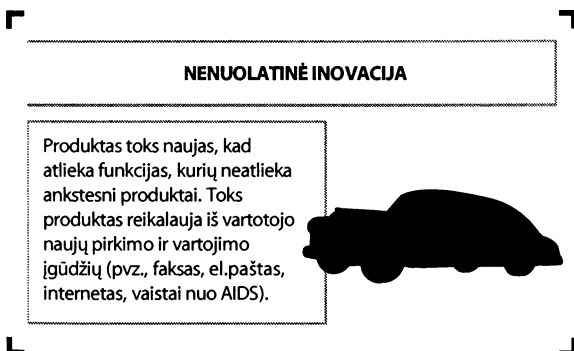 NENUOLATINĖ INOVACIJA
Produktas toks naujas, kad
atlieka funkcijas, kurių neatlieka
ankstesni produktai. Toks
produktas reikalauja iš vartotojo
naujų pirkimo ir vartojimo
įgūdžių (pvz., faksas, el.paštas,
internetas, vaistai nuo AIDS).